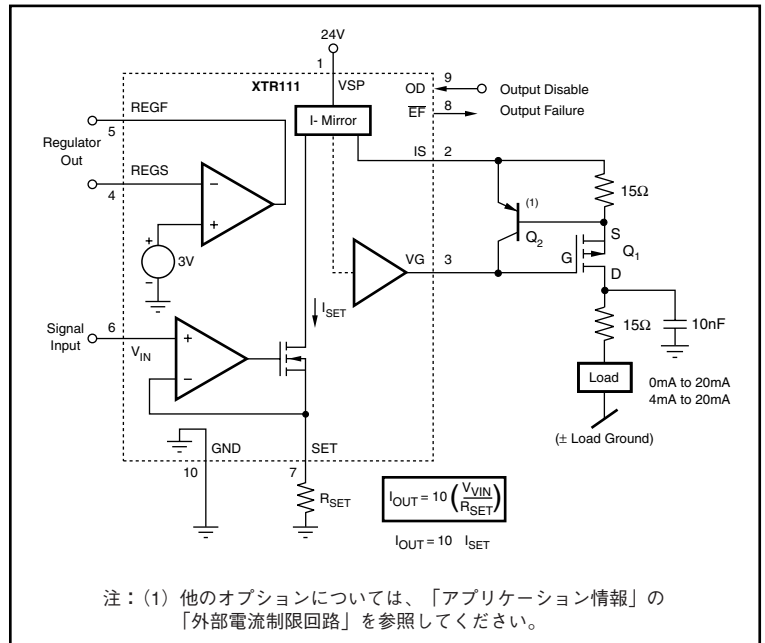 24V
1
VSP
XTR111
OD
9
Output Disable
EF
8
Output Failure
I- Mirror
REGF
5
Regulator
Out
REGS
4
IS
2
(1)
15Ω
Q2
S
Q1
G
D
3V
VG
3
ISET
15Ω
10nF
Signal
Input
6
VIN
Load
0mA to 20mA
4mA to 20mA
(± Load Ground)
GND
SET
10
7
RSET
IOUT = 10 (VVIN/RSET)
IOUT = 10 ISET
注：(1) 他のオプションについては、「アプリケーション情報」の
「外部電流制限回路」を参照してください。